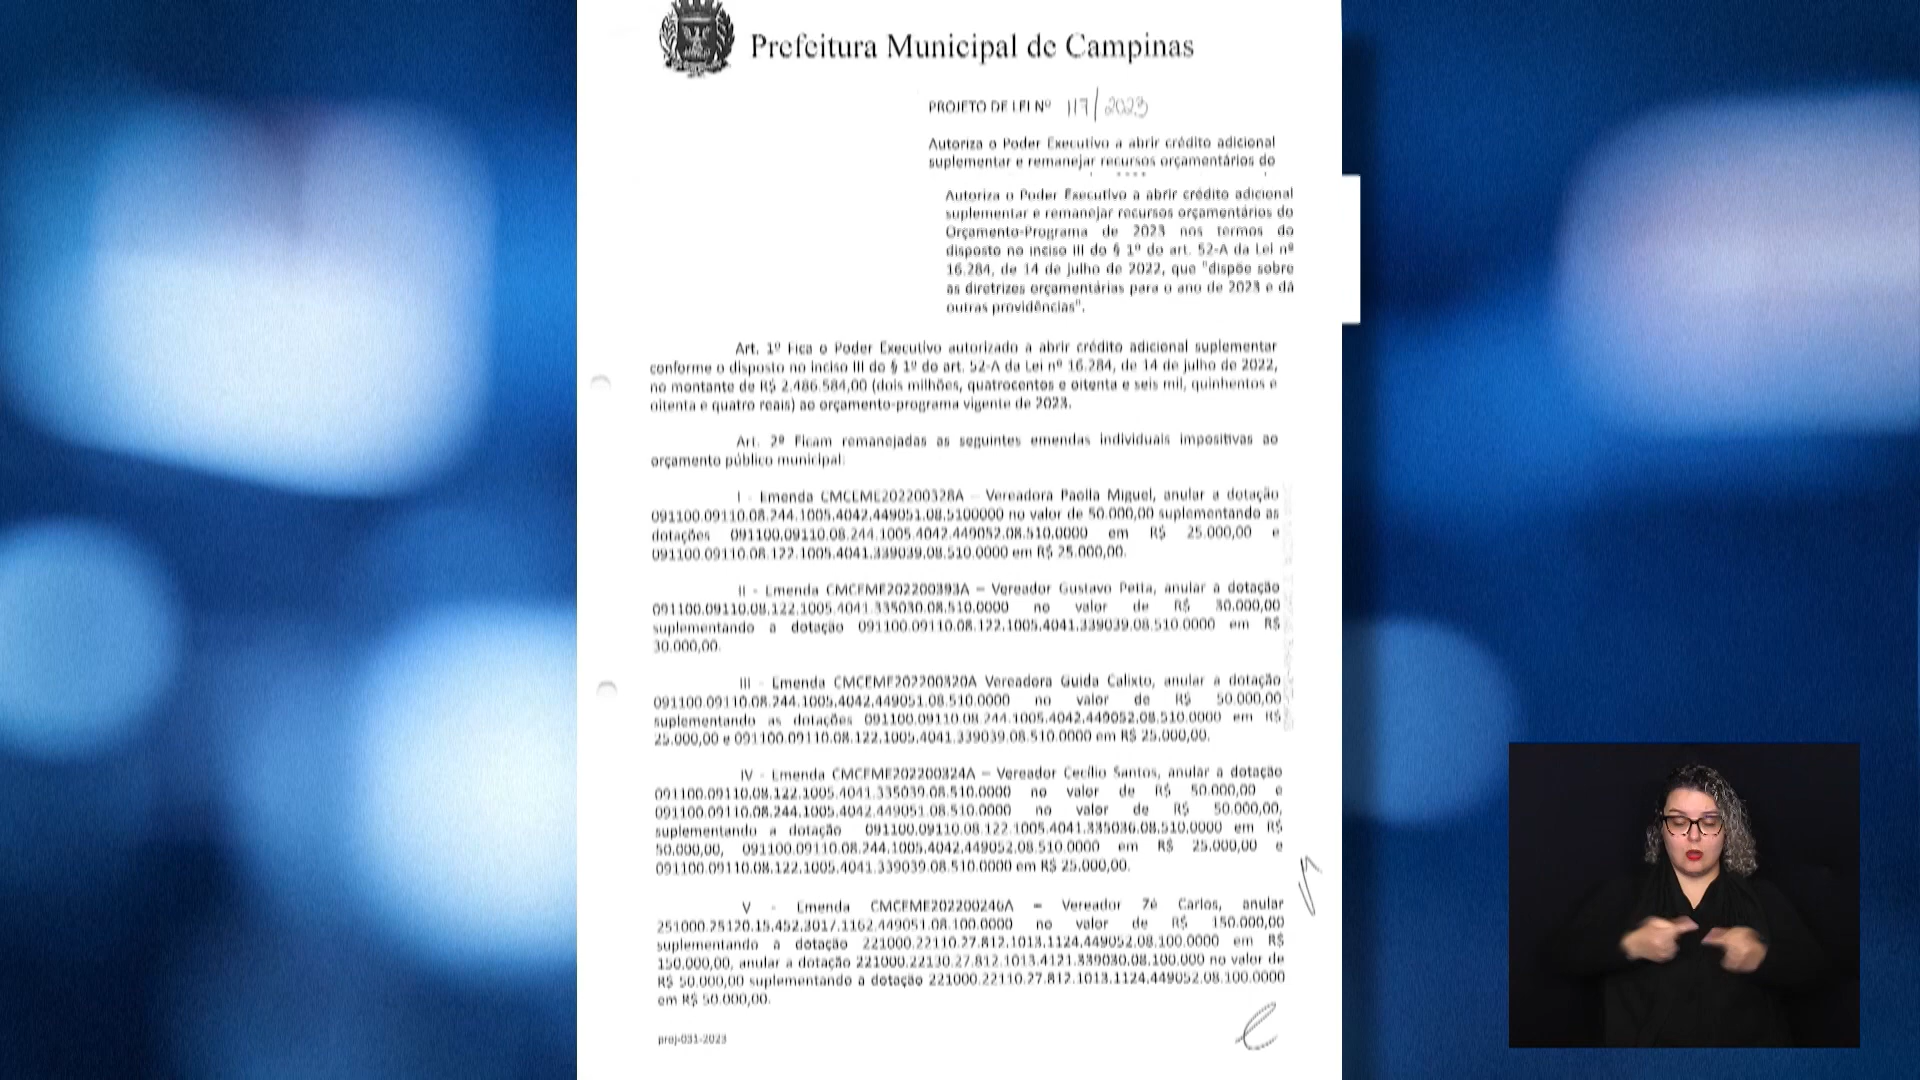 Prefeitura Municipal de Campinas
PROJETO DE LEI Nº 117/2023
Autoriza o Poder Executivo a abrir crédito adicional
suplementar e remanejar recursos orçamentários do
Autoriza o Poder Executivo a abrir crédito adicional
suplementar e remanejar recursos orçamentários do
Orçamento-Programa de 2023 nos termos do
disposto no inciso III do § 1º do art. 52-A da Lei nº
16.284, de 14 de julho de 2022, que "dispõe sobre
as diretrizes orçamentárias para o ano de 2023 e dá
outras providências".
Art. 1º Fica o Poder Executivo autorizado a abrir crédito adicional suplementar
conforme o disposto no inciso III do § 1º do art. 52-A da Lei nº 16.284, de 14 de julho de 2022,
no montante de R$ 2.486.584,00 (dois milhões, quatrocentos e oitenta e seis mil, quinhentos e
oitenta e quatro reais) ao orçamento-programa vigente de 2023.
Art. 2º Ficam remanejadas as seguintes emendas individuais impositivas ao
orçamento público municipal:
I - Emenda CMCEME202200328A – Vereadora Paolla Miguel, anular a dotação
091100.09110.08.244.1005.4042.449051.08.5100000 no valor de 50.000,00 suplementando as
dotações 091100.09110.08.244.1005.4042.449052.08.510.0000 em R$ 25.000,00 e
091100.09110.08.122.1005.4041.339039.08.510.0000 em R$ 25.000,00.
II - Emenda CMCEME202200393A – Vereador Gustavo Petta, anular a dotação
091100.09110.08.122.1005.4041.335030.08.510.0000 no valor de R$ 30.000,00
suplementando a dotação 091100.09110.08.122.1005.4041.339039.08.510.0000 em R$
30.000,00.
III - Emenda CMCEME202200320A Vereadora Guida Calixto, anular a dotação
091100.09110.08.244.1005.4042.449051.08.510.0000 no valor de R$ 50.000,00
suplementando as dotações 091100.09110.08.244.1005.4042.449052.08.510.0000 em R$
25.000,00 e 091100.09110.08.122.1005.4041.339039.08.510.0000 em R$ 25.000,00.
IV - Emenda CMCEME202200324A – Vereador Cecílio Santos, anular a dotação
091100.09110.08.122.1005.4041.335039.08.510.0000 no valor de R$ 50.000,00 e
091100.09110.08.244.1005.4042.449051.08.510.0000 no valor de R$ 50.000,00,
suplementando a dotação 091100.09110.08.122.1005.4041.335036.08.510.0000 em R$
50.000,00, 091100.09110.08.244.1005.4042.449052.08.510.0000 em R$ 25.000,00 e
091100.09110.08.122.1005.4041.339039.08.510.0000 em R$ 25.000,00.
V - Emenda CMCEME202200246A – Vereador Zé Carlos, anular
251000.25120.15.452.3017.1162.449051.08.100.0000 no valor de R$ 150.000,00
suplementando a dotação 221000.22110.27.812.1013.1124.449052.08.100.0000 em R$
150.000,00, anular a dotação 221000.22130.27.812.1013.4121.339030.08.100.000 no valor de
R$ 50.000,00 suplementando a dotação 221000.22110.27.812.1013.1124.449052.08.100.0000
em R$ 50.000,00.
proj-031-2023